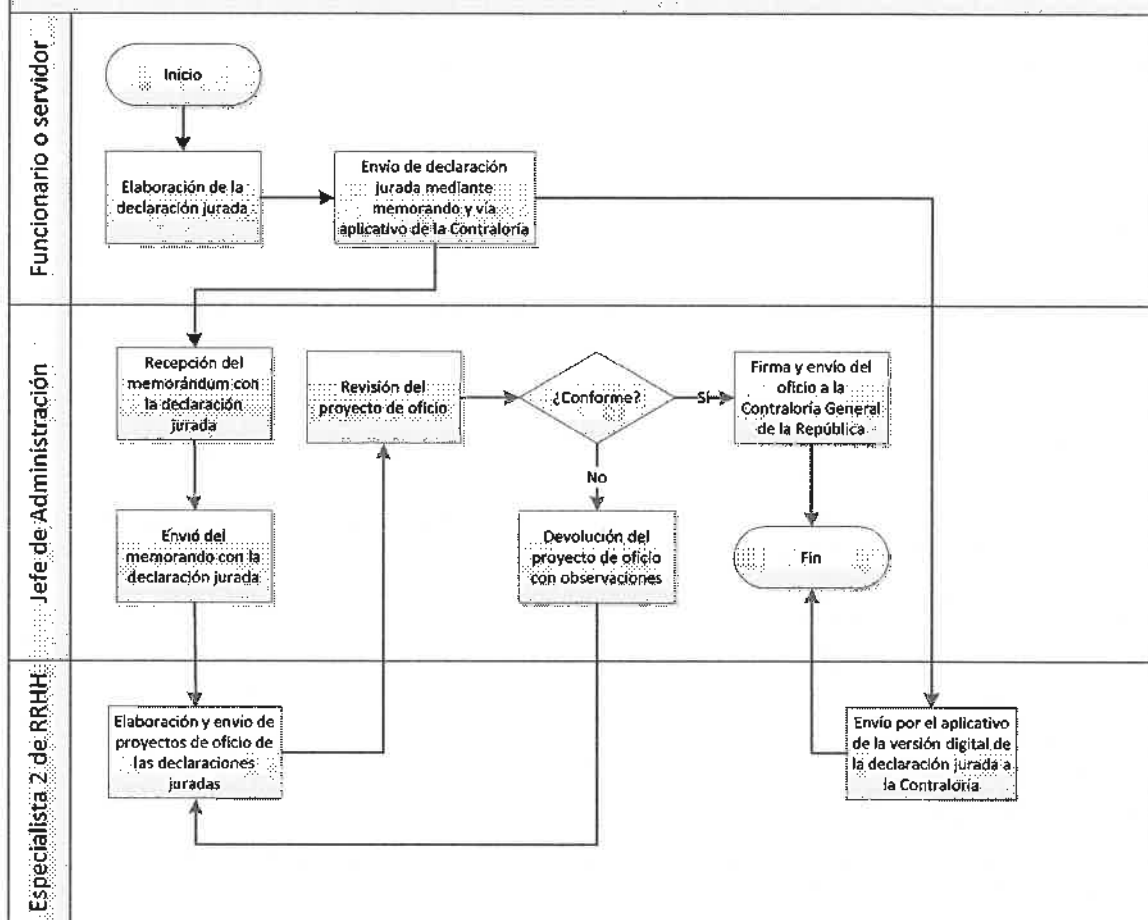 Funcionario o servidor
Inicio
Elaboración de la
declaración jurada
Envío de declaración
jurada mediante
memorando y vía
aplicativo de la Contraloría
Jefe de Administración
Recepción del
memorándum con
la declaración
jurada
Revisión del
proyecto de oficio
¿Conforme?
Sí
Firma y envío del
oficio a la
Contraloría General
de la República
No
Envió del
memorando con la
declaración jurada
Devolución del
proyecto de oficio
con observaciones
Fin
Especialista 2 de RRHH
Elaboración y envío de
proyectos de oficio de
las declaraciones
juradas
Envío por el aplicativo
de la versión digital de
la declaración jurada a
la Contraloría